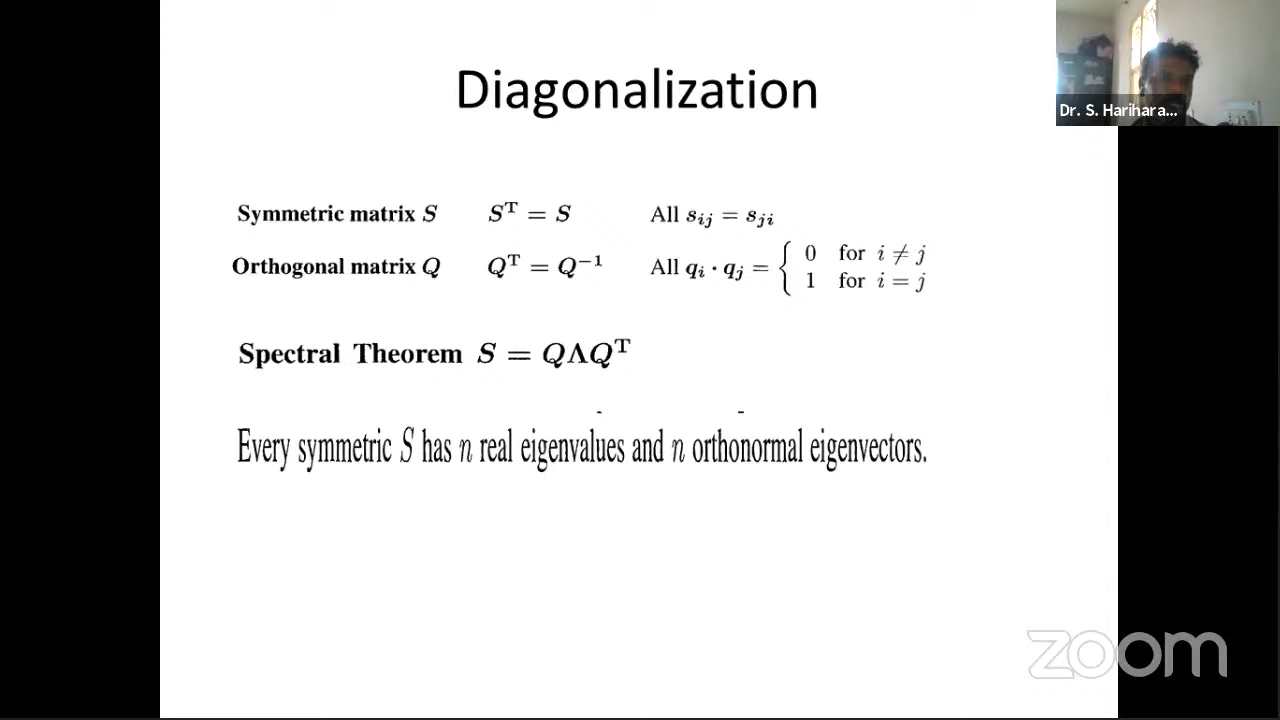 Diagonalization
Dr. S. Harihara...
Symmetric matrix S S^T = S All s_ij = s_ji
Orthogonal matrix Q Q^T = Q^−1 All q_i · q_j = { 0 for i ≠ j
1 for i = j
Spectral Theorem S = QΛQ^T
Every symmetric S has n real eigenvalues and n orthonormal eigenvectors.
zoom